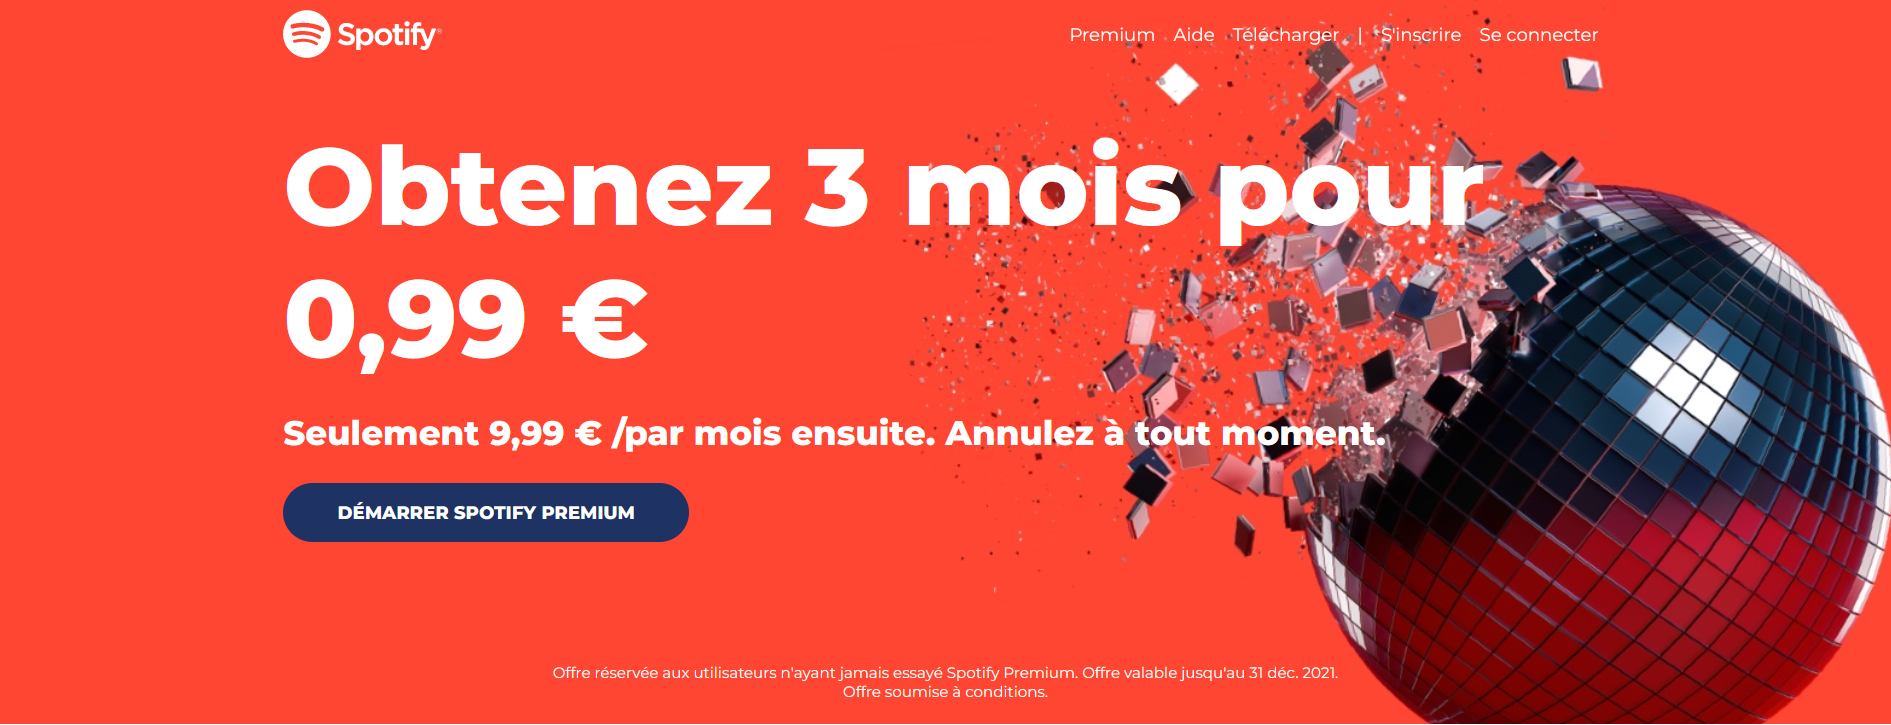 Spotify®
Premium Aide Télécharger | S'inscrire Se connecter
Obtenez 3 mois pour
0,99 €
Seulement 9,99 € /par mois ensuite. Annulez à tout moment.
DÉMARRER SPOTIFY PREMIUM
Offre réservée aux utilisateurs n'ayant jamais essayé Spotify Premium. Offre valable jusqu'au 31 déc. 2021.
Offre soumise à conditions.